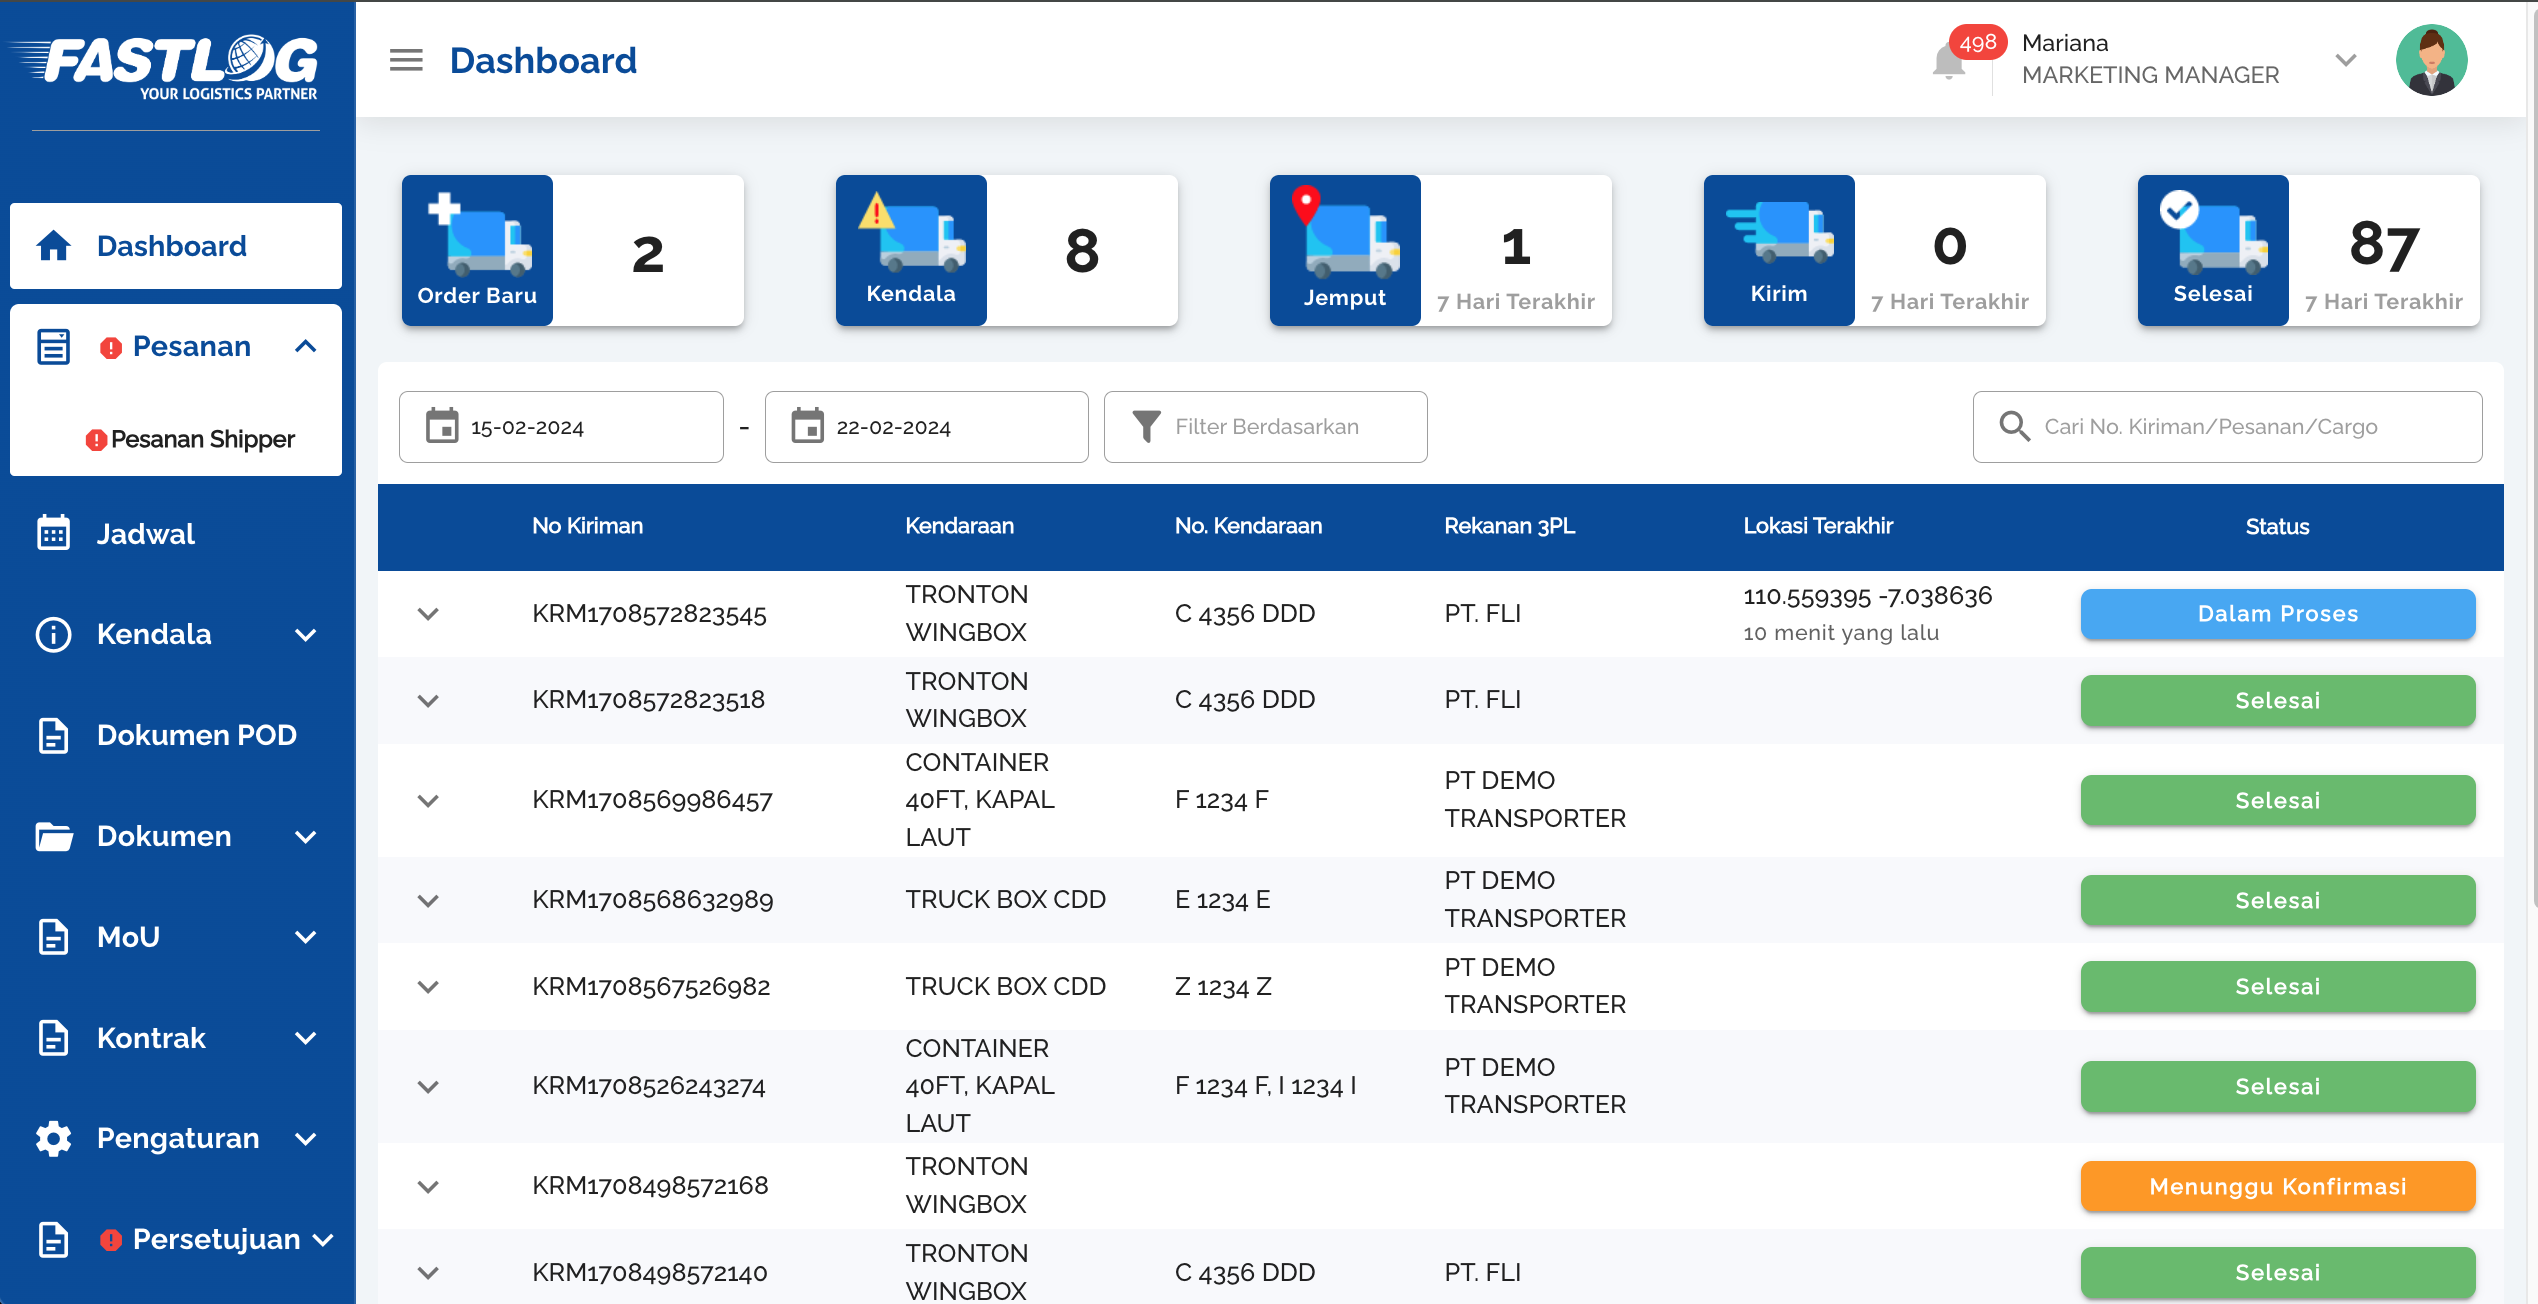 FASTLOG
YOUR LOGISTICS PARTNER
Dashboard
498
Mariana
MARKETING MANAGER
Dashboard
Pesanan
Pesanan Shipper
Jadwal
Kendala
Dokumen POD
Dokumen
MoU
Kontrak
Pengaturan
Persetujuan
Order Baru
2
Kendala
8
Jemput
1
7 Hari Terakhir
Kirim
0
7 Hari Terakhir
Selesai
87
7 Hari Terakhir
15-02-2024 - 22-02-2024 Filter Berdasarkan Cari No. Kiriman/Pesanan/Cargo
No Kiriman Kendaraan No. Kendaraan Rekanan 3PL Lokasi Terakhir Status
KRM1708572823545
TRONTON
WINGBOX
C 4356 DDD
PT. FLI
110.559395 -7.038636
10 menit yang lalu
Dalam Proses
KRM1708572823518
TRONTON
WINGBOX
C 4356 DDD
PT. FLI
Selesai
KRM1708569986457
CONTAINER
40FT, KAPAL
LAUT
F 1234 F
PT DEMO
TRANSPORTER
Selesai
KRM1708568632989
TRUCK BOX CDD
E 1234 E
PT DEMO
TRANSPORTER
Selesai
KRM1708567526982
TRUCK BOX CDD
Z 1234 Z
PT DEMO
TRANSPORTER
Selesai
KRM1708526243274
CONTAINER
40FT, KAPAL
LAUT
F 1234 F, I 1234 I
PT DEMO
TRANSPORTER
Selesai
KRM1708498572168
TRONTON
WINGBOX
Menunggu Konfirmasi
KRM1708498572140
TRONTON
WINGBOX
C 4356 DDD
PT. FLI
Selesai